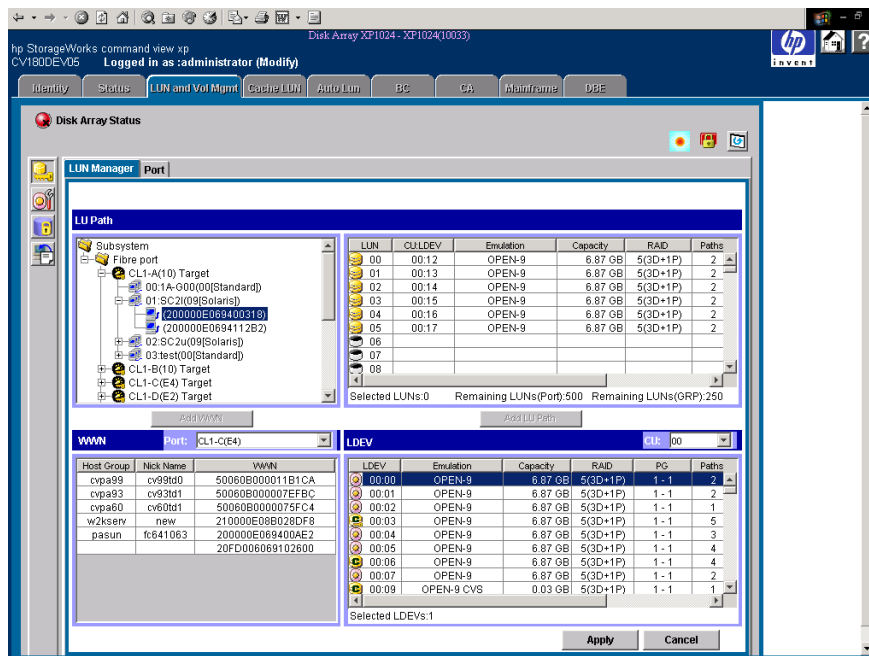 Disk Array XP1024 - XP1024(10033)
hp StorageWorks command view xp
CV180DEV05 Logged in as :administrator (Modify)
hp
invent
?
Identity Status LUN and Vol Mgmt Cache LUN Auto Lun BC CA Mainframe DBE
Disk Array Status
LUN Manager Port
LU Path
Subsystem
Fibre port
CL1-A(10) Target
00:1A-G00(00[Standard])
01:SC2I(09[Solaris])
(200000E069400318)
(200000E0694112B2)
02:SC2u(09[Solaris])
03:test(00[Standard])
CL1-B(10) Target
CL1-C(E4) Target
CL1-D(E2) Target
LUN CU:LDEV Emulation Capacity RAID Paths
00 00:12 OPEN-9 6.87 GB 5(3D+1P) 2
01 00:13 OPEN-9 6.87 GB 5(3D+1P) 2
02 00:14 OPEN-9 6.87 GB 5(3D+1P) 2
03 00:15 OPEN-9 6.87 GB 5(3D+1P) 2
04 00:16 OPEN-9 6.87 GB 5(3D+1P) 2
05 00:17 OPEN-9 6.87 GB 5(3D+1P) 2
06
07
08
Selected LUNs:0 Remaining LUNs(Port):500 Remaining LUNs(GRP):250
Add WWN Add LU Path
WWN Port: CL1-C(E4)
Host Group Nick Name WWN
cvpa99 cv99td0 50060B000011B1CA
cvpa93 cv93td1 50060B000007EFBC
cvpa60 cv60td1 50060B0000075FC4
w2kserv new 210000E08B028DF8
pasun fc641063 200000E069400AE2
20FD006069102600
LDEV CU: 00
LDEV Emulation Capacity RAID PG Paths
00:00 OPEN-9 6.87 GB 5(3D+1P) 1 - 1 2
00:01 OPEN-9 6.87 GB 5(3D+1P) 1 - 1 2
00:02 OPEN-9 6.87 GB 5(3D+1P) 1 - 1 1
00:03 OPEN-9 6.87 GB 5(3D+1P) 1 - 1 5
00:04 OPEN-9 6.87 GB 5(3D+1P) 1 - 1 3
00:05 OPEN-9 6.87 GB 5(3D+1P) 1 - 1 4
00:06 OPEN-9 6.87 GB 5(3D+1P) 1 - 1 4
00:07 OPEN-9 6.87 GB 5(3D+1P) 1 - 1 2
00:09 OPEN-9 CVS 0.03 GB 5(3D+1P) 1 - 1 1
Selected LDEVs:1
Apply Cancel